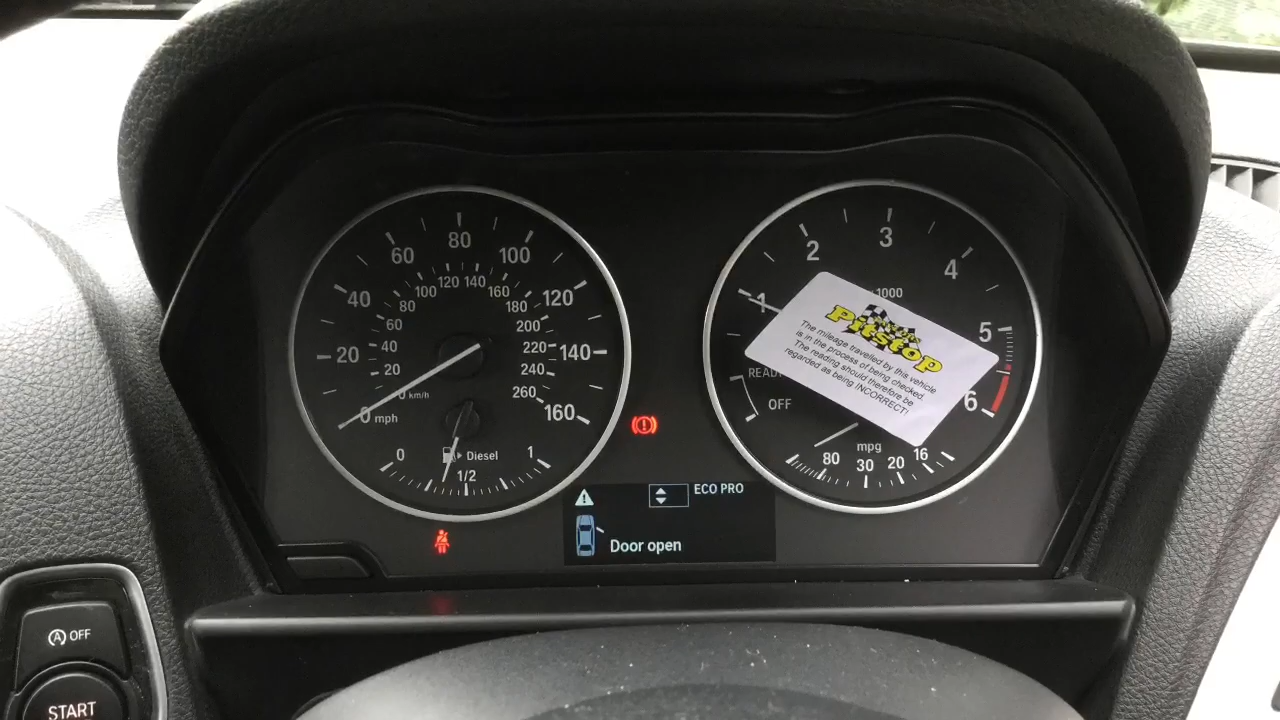 20
40
60
80
100
120
140
160
0 mph
20
40
60
80
100
120
140
160
180
200
220
240
260
0 km/h
0
1/2
1
Diesel
1
2
3
4
5
6
1000
READY
OFF
mpg
80
30
20
16
Pitstop
The mileage travelled by this vehicle
is in the process of being checked.
The reading should therefore be
regarded as being INCORRECT!
ECO PRO
Door open
A OFF
START